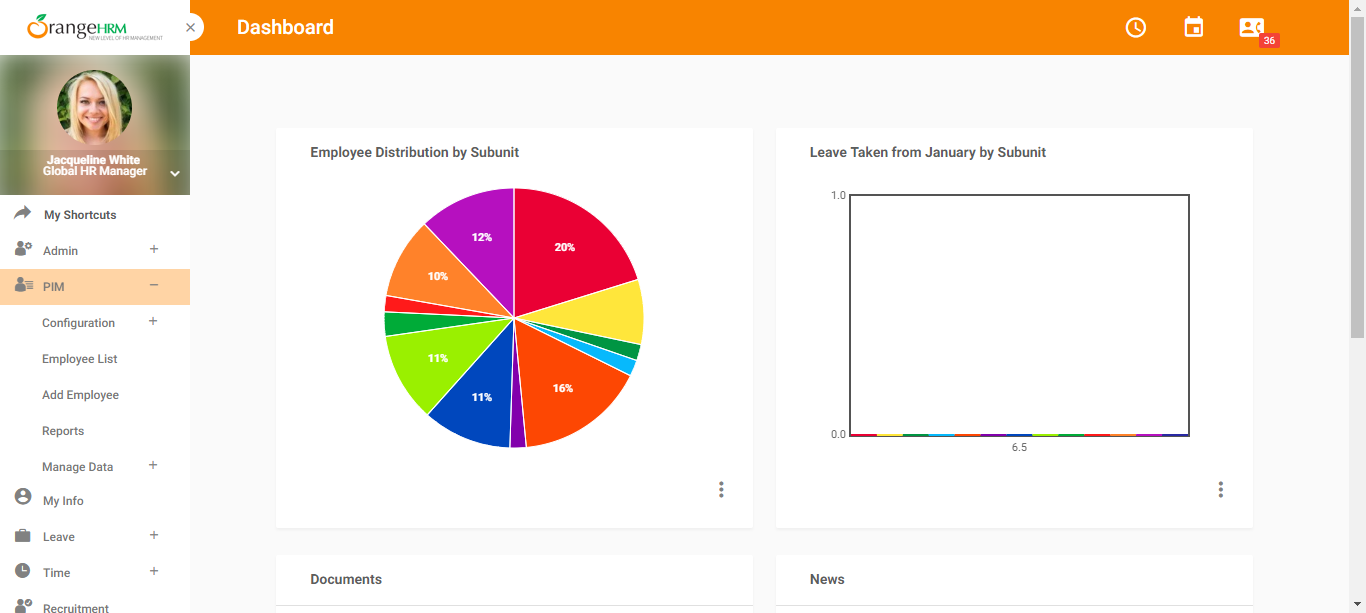 OrangeHRM
NEW LEVEL OF HR MANAGEMENT
Dashboard
36
Jacqueline White
Global HR Manager
My Shortcuts
Admin
PIM
Configuration
Employee List
Add Employee
Reports
Manage Data
My Info
Leave
Time
Recruitment
Employee Distribution by Subunit
12%
20%
10%
11%
11%
16%
Leave Taken from January by Subunit
1.0
0.0
6.5
Documents
News